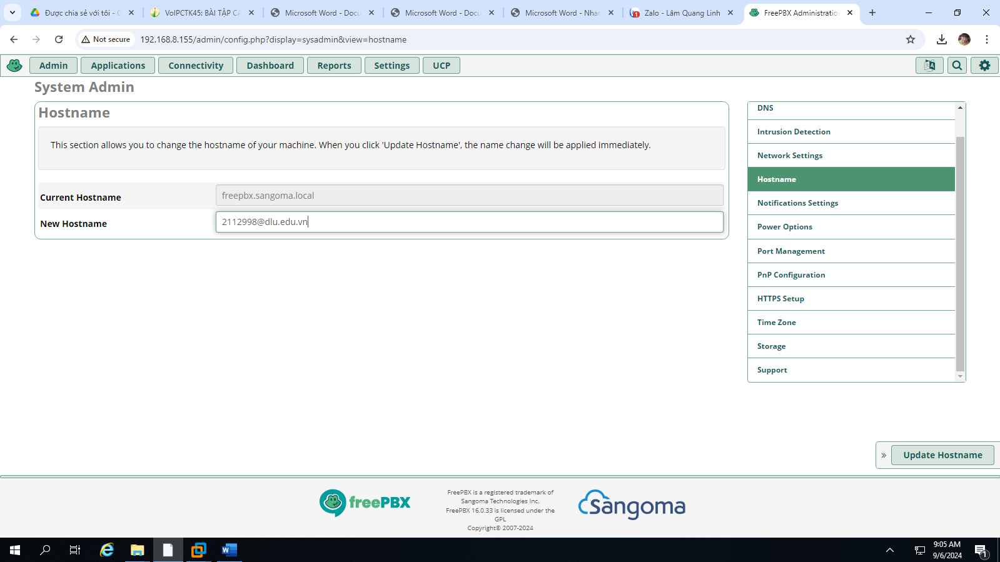 Được chia sẻ với tôi - G
VoIPCTK45: BÀI TẬP CÁ
Microsoft Word - Docu
Microsoft Word - Docu
Microsoft Word - Nhan
Zalo - Lâm Quang Linh
FreePBX Administratio
Not secure
192.168.8.155/admin/config.php?display=sysadmin&view=hostname
Admin
Applications
Connectivity
Dashboard
Reports
Settings
UCP
System Admin
Hostname
This section allows you to change the hostname of your machine. When you click 'Update Hostname', the name change will be applied immediately.
Current Hostname
freepbx.sangoma.local
New Hostname
2112998@dlu.edu.vn
DNS
Intrusion Detection
Network Settings
Hostname
Notifications Settings
Power Options
Port Management
PnP Configuration
HTTPS Setup
Time Zone
Storage
Support
» Update Hostname
freePBX
FreePBX is a registered trademark of
Sangoma Technologies Inc.
FreePBX 16.0.33 is licensed under the
GPL
Copyright© 2007-2024
Sangoma
9:05 AM
9/6/2024
1